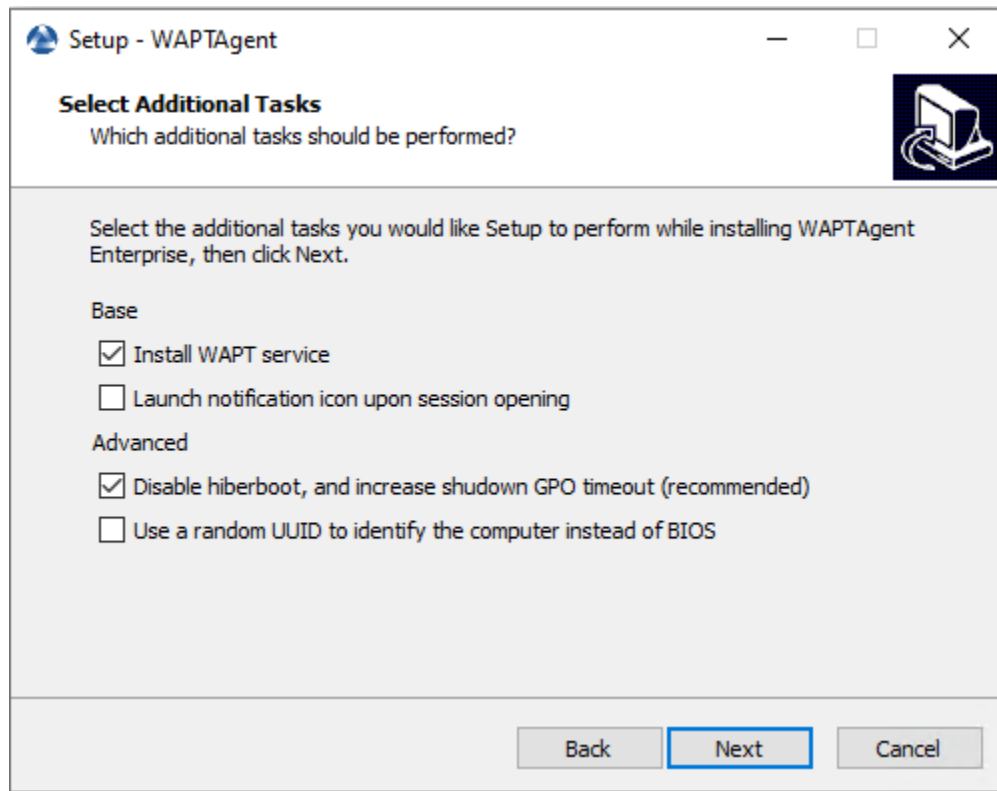 Setup - WAPTAgent
Select Additional Tasks
Which additional tasks should be performed?
Select the additional tasks you would like Setup to perform while installing WAPTAgent
Enterprise, then click Next.
Base
Install WAPT service
Launch notification icon upon session opening
Advanced
Disable hiberboot, and increase shudown GPO timeout (recommended)
Use a random UUID to identify the computer instead of BIOS
Back
Next
Cancel